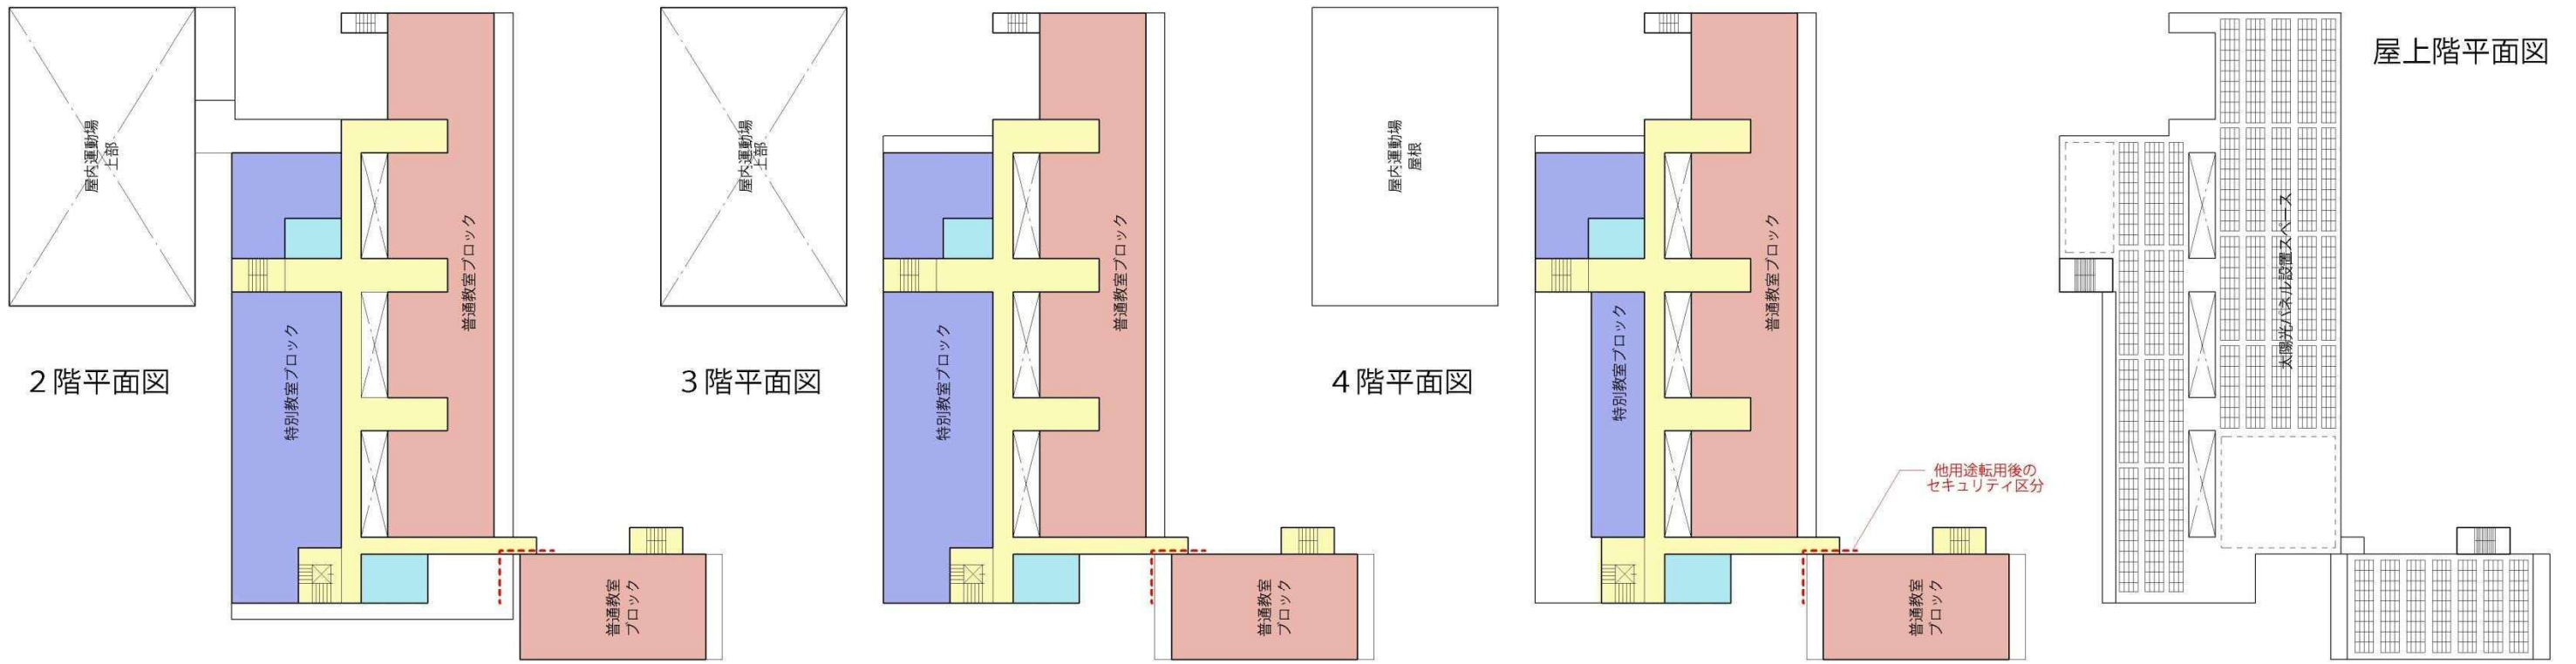 屋内運動場
上部
特別教室ブロック
普通教室ブロック
普通教室
ブロック
２階平面図
屋内運動場
上部
特別教室ブロック
普通教室ブロック
普通教室
ブロック
３階平面図
屋内運動場
屋根
特別教室ブロック
普通教室ブロック
普通教室
ブロック
４階平面図
他用途転用後の
セキュリティ区分
太陽光パネル設置スペース
屋上階平面図